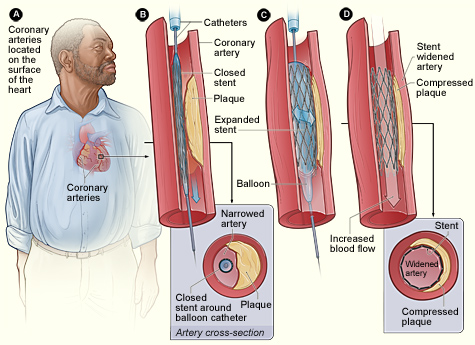 A
Coronary
arteries
located
on the
surface of
the heart
Coronary
arteries
B
Catheters
Coronary
artery
Closed
stent
Plaque
C
Expanded
stent
Balloon
D
Stent
widened
artery
Compressed
plaque
Increased
blood flow
Narrowed
artery
Closed
stent around
balloon catheter
Plaque
Artery cross-section
Stent
Widened
artery
Compressed
plaque